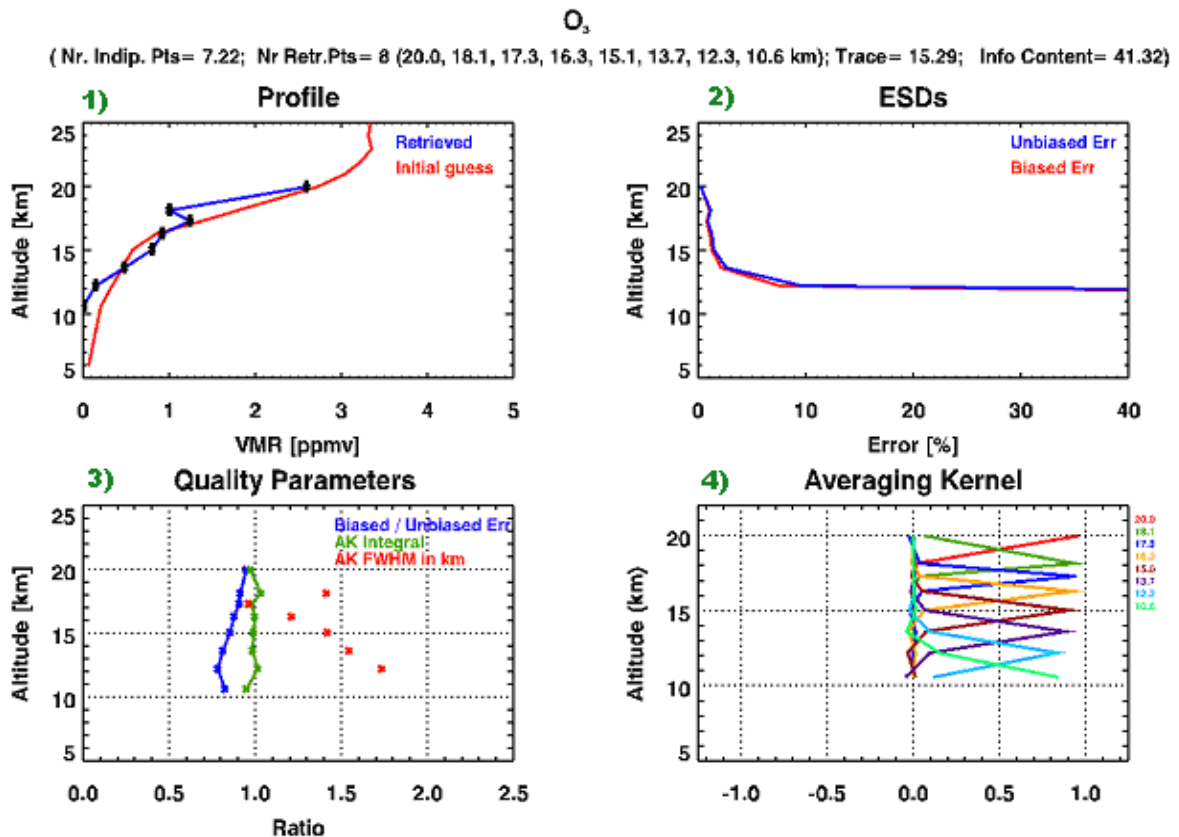 O₃
( Nr. Indip. Pts= 7.22; Nr Retr.Pts= 8 (20.0, 18.1, 17.3, 16.3, 15.1, 13.7, 12.3, 10.6 km); Trace= 15.29; Info Content= 41.32)
1)
Profile
25
20
15
10
5
Altitude [km]
Retrieved
Initial guess
0 1 2 3 4 5
VMR [ppmv]
2)
ESDs
25
20
15
10
5
Altitude [km]
Unbiased Err
Biased Err
0 10 20 30 40
Error [%]
3)
Quality Parameters
25
20
15
10
5
Altitude [km]
Biased / Unbiased Err
AK Integral
AK FWHM in km
0.0 0.5 1.0 1.5 2.0 2.5
Ratio
4)
Averaging Kernel
20
15
10
5
Altitude (km)
20.0
18.1
17.3
16.3
15.0
13.7
12.3
10.6
-1.0 -0.5 0.0 0.5 1.0